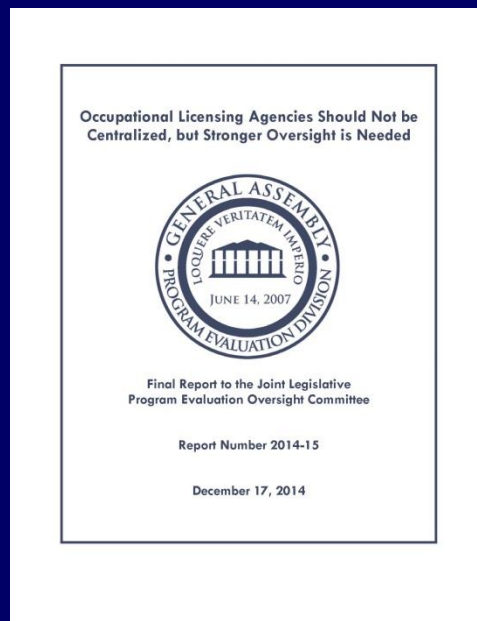 Occupational Licensing Agencies Should Not be
Centralized, but Stronger Oversight is Needed
GENERAL ASSEMBLY
LOQUERE VERITATEM IMPERIO
JUNE 14, 2007
PROGRAM EVALUATION DIVISION
Final Report to the Joint Legislative
Program Evaluation Oversight Committee
Report Number 2014-15
December 17, 2014